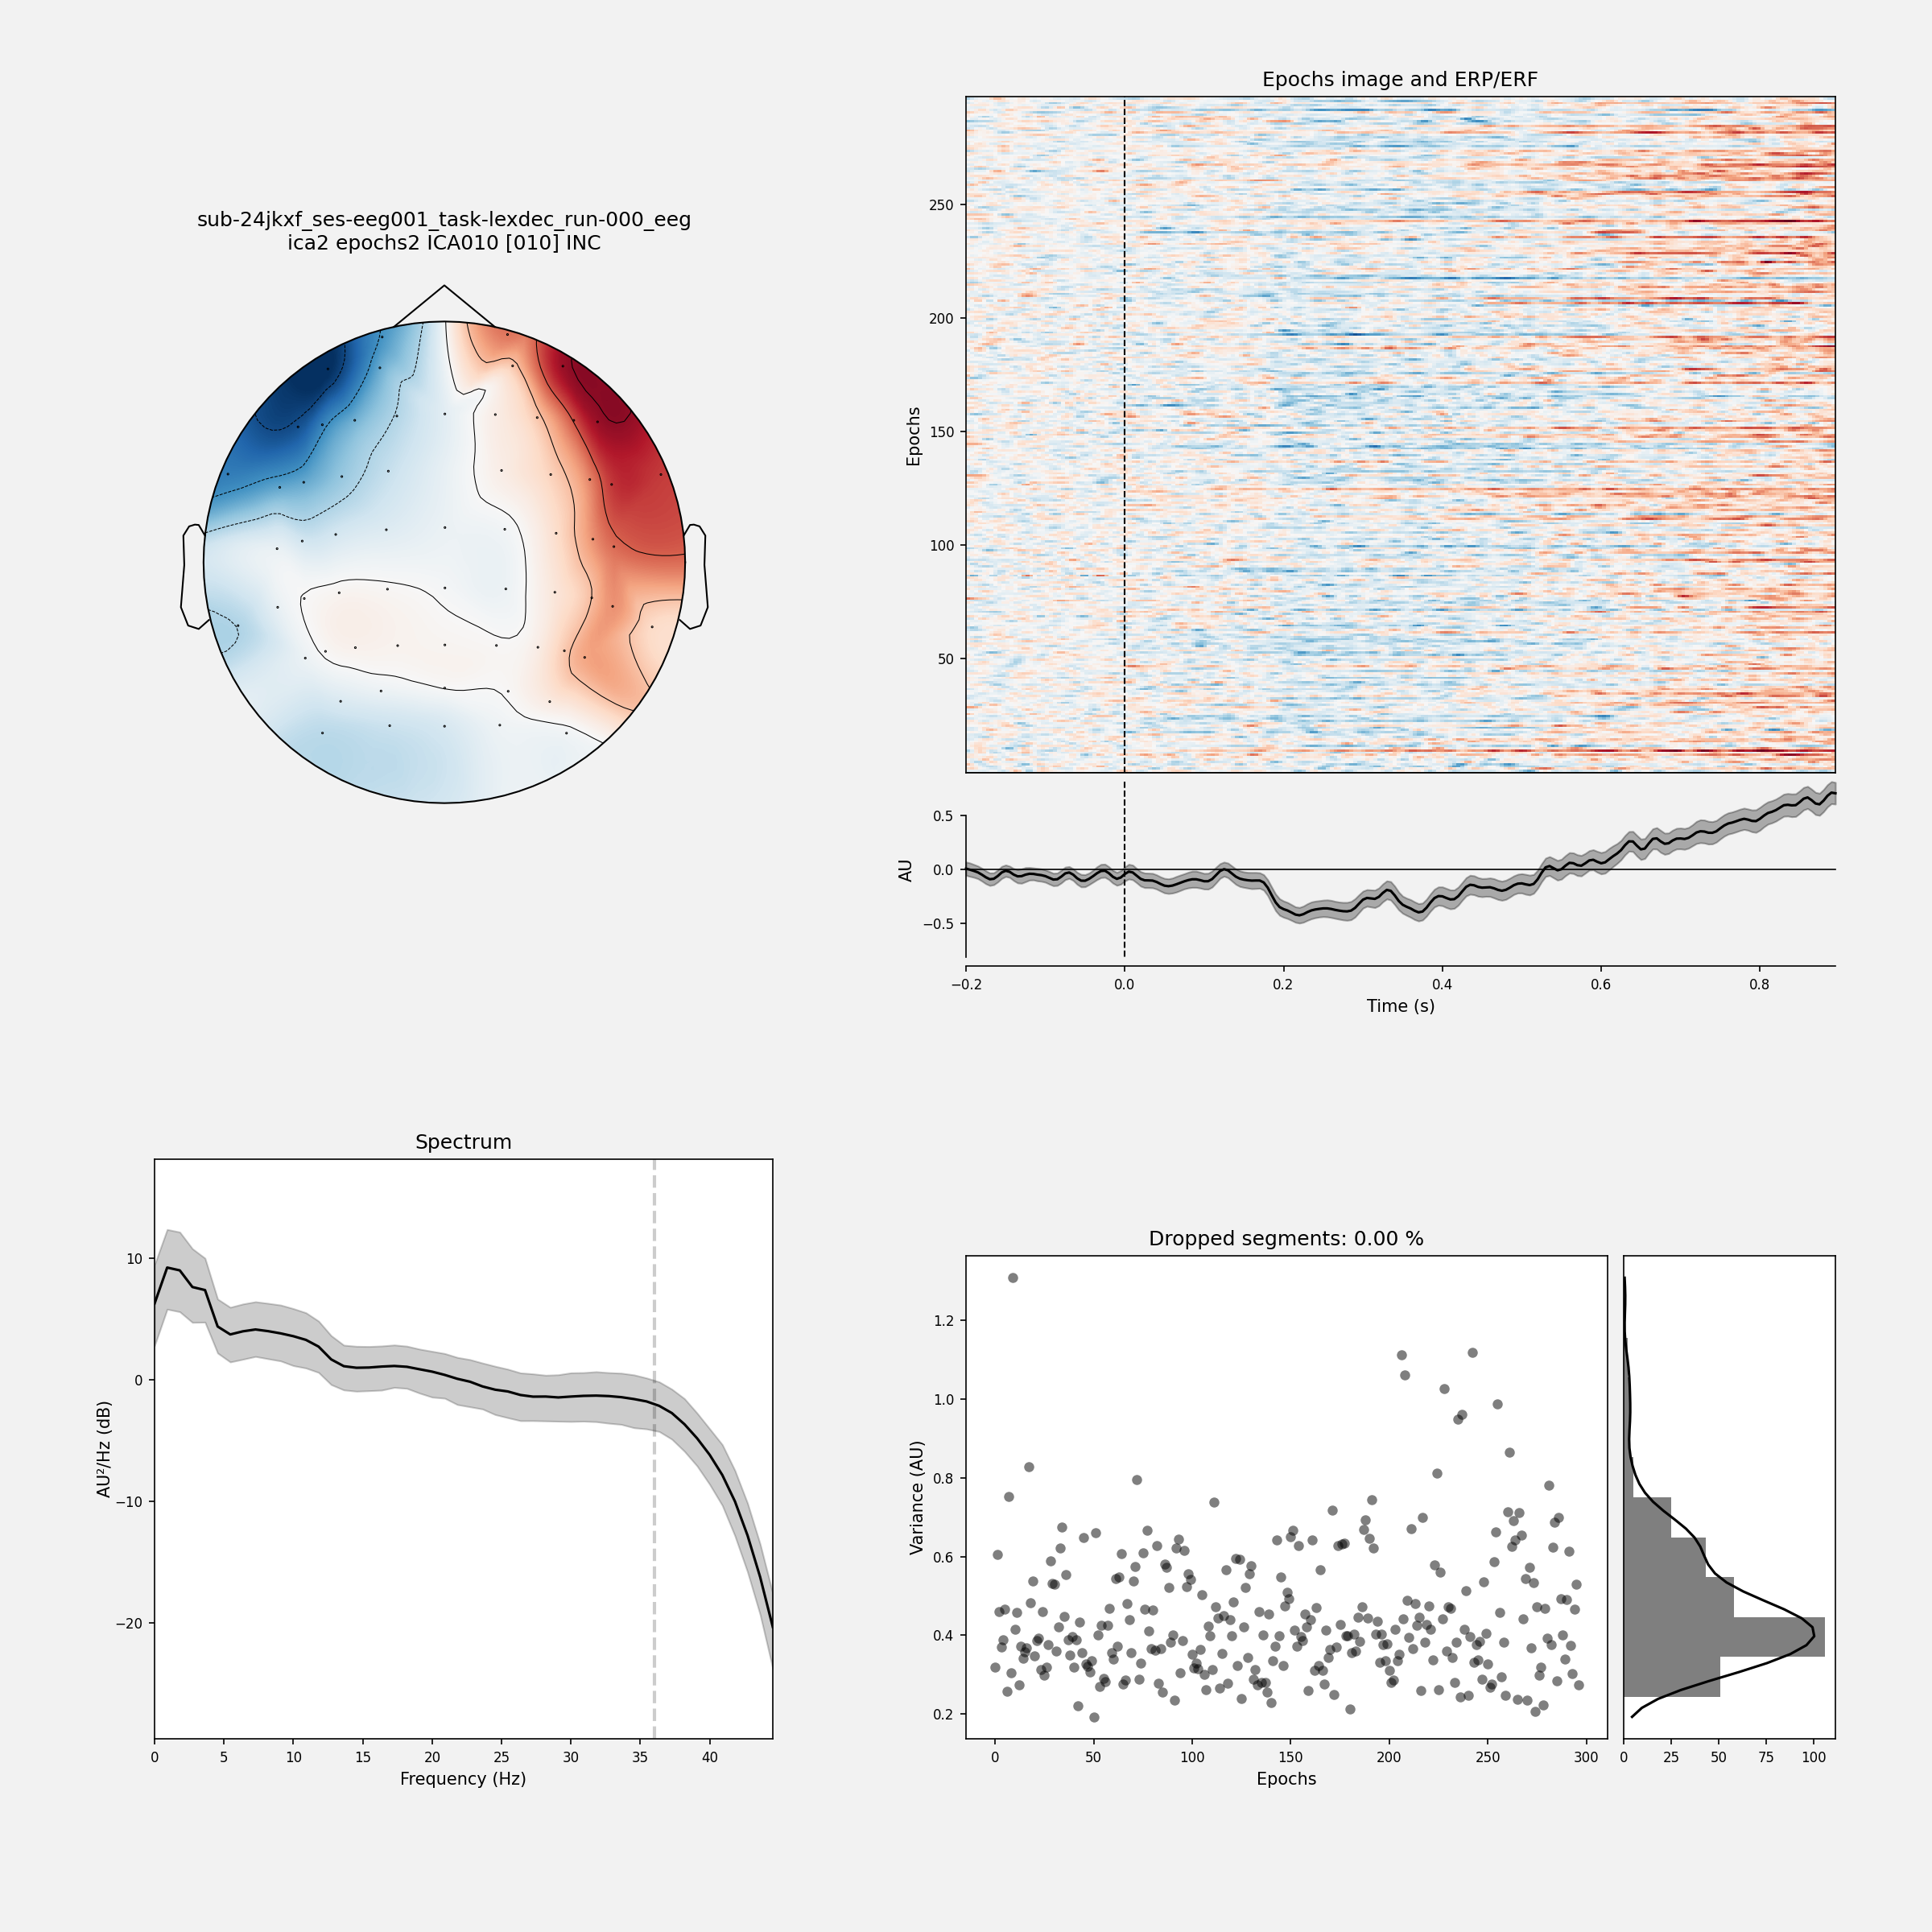 sub-24jkxf_ses-eeg001_task-lexdec_run-000_eeg
ica2 epochs2 ICA010 [010] INC
Epochs image and ERP/ERF
Epochs
250
200
150
100
50
AU
0.5
0.0
−0.5
−0.2 0.0 0.2 0.4 0.6 0.8
Time (s)
Spectrum
AU²/Hz (dB)
10
0
−10
−20
0 5 10 15 20 25 30 35 40
Frequency (Hz)
Dropped segments: 0.00 %
Variance (AU)
1.2
1.0
0.8
0.6
0.4
0.2
0 50 100 150 200 250 300
Epochs
0 25 50 75 100